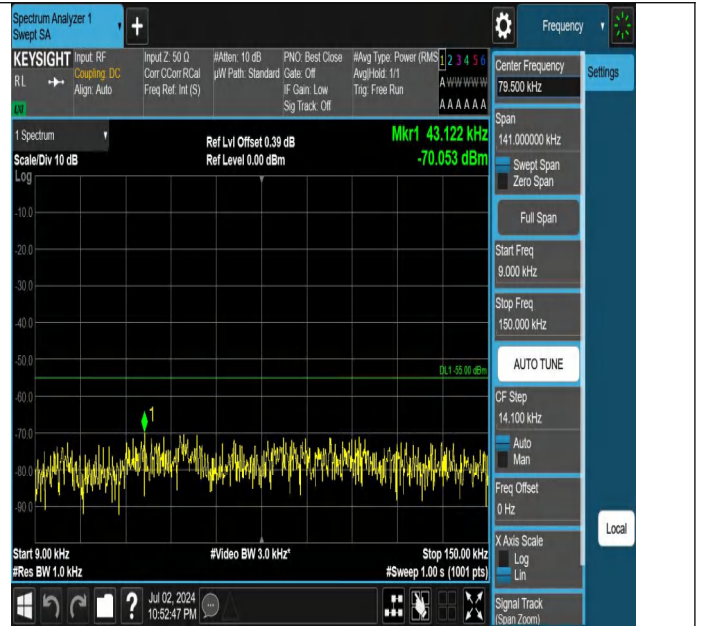 Spectrum Analyzer 1
Swept SA
Frequency
KEYSIGHT
RL
LXI
Input: RF
Coupling: DC
Align: Auto
Input Z: 50 Ω
Corr CCorr RCal
Freq Ref: Int (S)
#Atten: 10 dB
µW Path: Standard
PNO: Best Close
Gate: Off
IF Gain: Low
Sig Track: Off
#Avg Type: Power (RMS
Avg|Hold: 1/1
Trig: Free Run
1 2 3 4 5 6
A W W W W W
A A A A A A
1 Spectrum
Scale/Div 10 dB
Log
Ref Lvl Offset 0.39 dB
Ref Level 0.00 dBm
Mkr1 43.122 kHz
-70.053 dBm
-10.0
-20.0
-30.0
-40.0
-50.0
DL1 -55.00 dBm
-60.0
1
-70.0
-80.0
-90.0
Start 9.00 kHz
#Video BW 3.0 kHz*
Stop 150.00 kHz
#Res BW 1.0 kHz
#Sweep 1.00 s (1001 pts)
?
Jul 02, 2024
10:52:47 PM
Center Frequency
79.500 kHz
Settings
Span
141.000000 kHz
Swept Span
Zero Span
Full Span
Start Freq
9.000 kHz
Stop Freq
150.000 kHz
AUTO TUNE
CF Step
14.100 kHz
Auto
Man
Freq Offset
0 Hz
Local
X Axis Scale
Log
Lin
Signal Track
(Span Zoom)